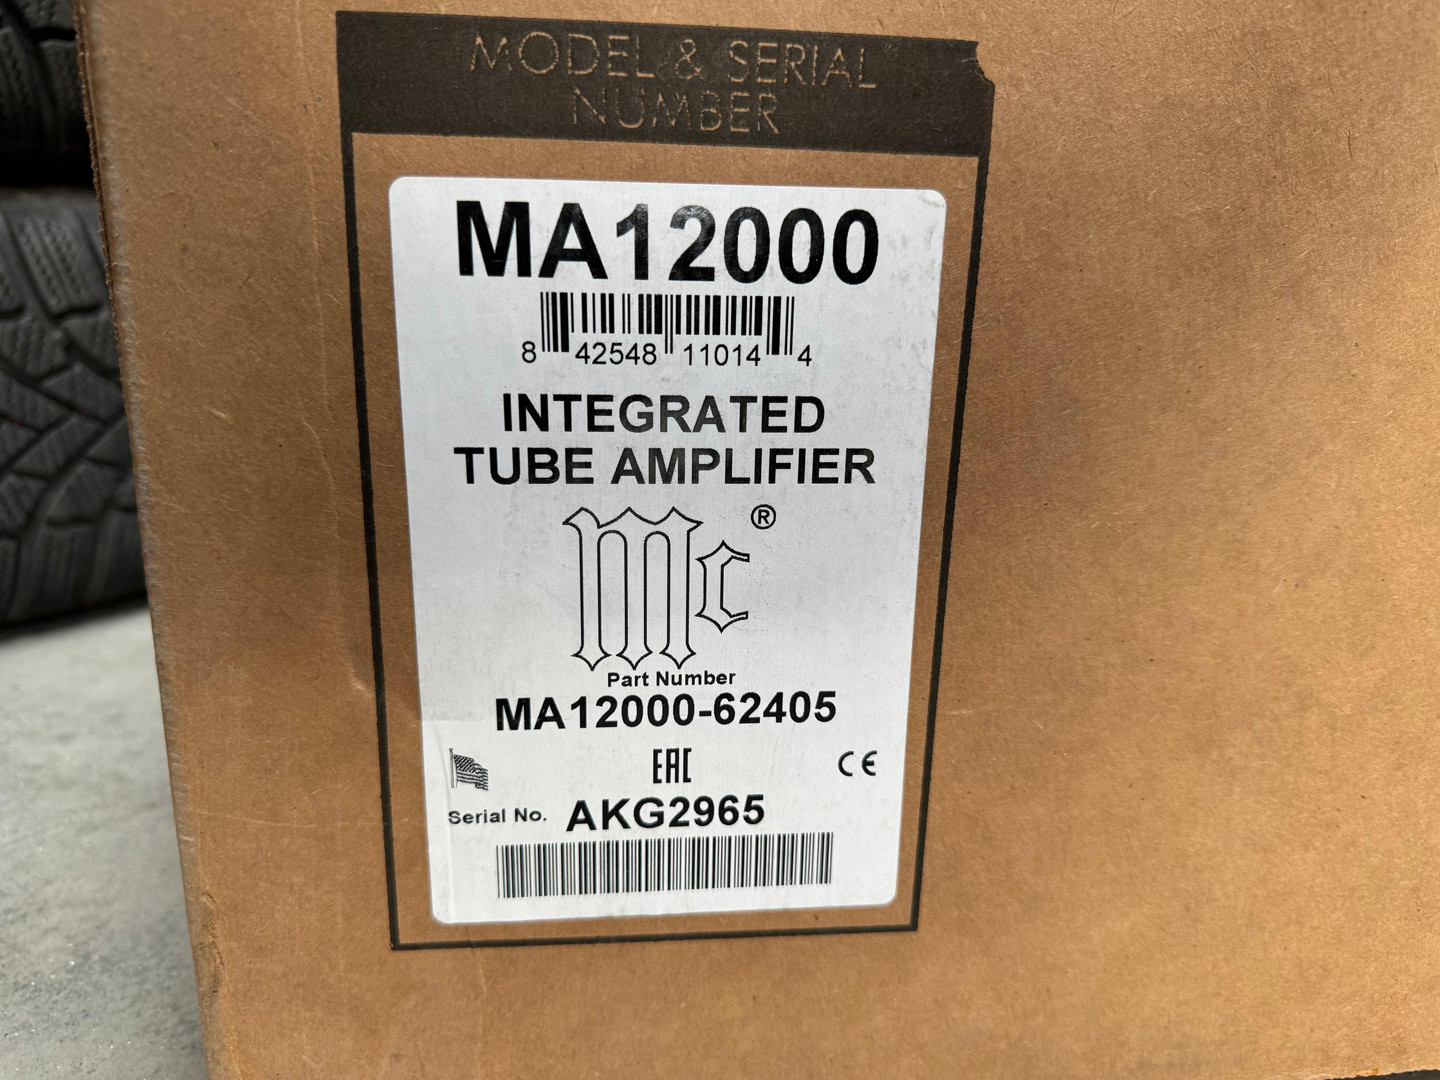 MODEL & SERIAL
NUMBER
MA12000
8 42548 11014 4
INTEGRATED
TUBE AMPLIFIER
Mc ®
Part Number
MA12000-62405
EAC CE
Serial No. AKG2965